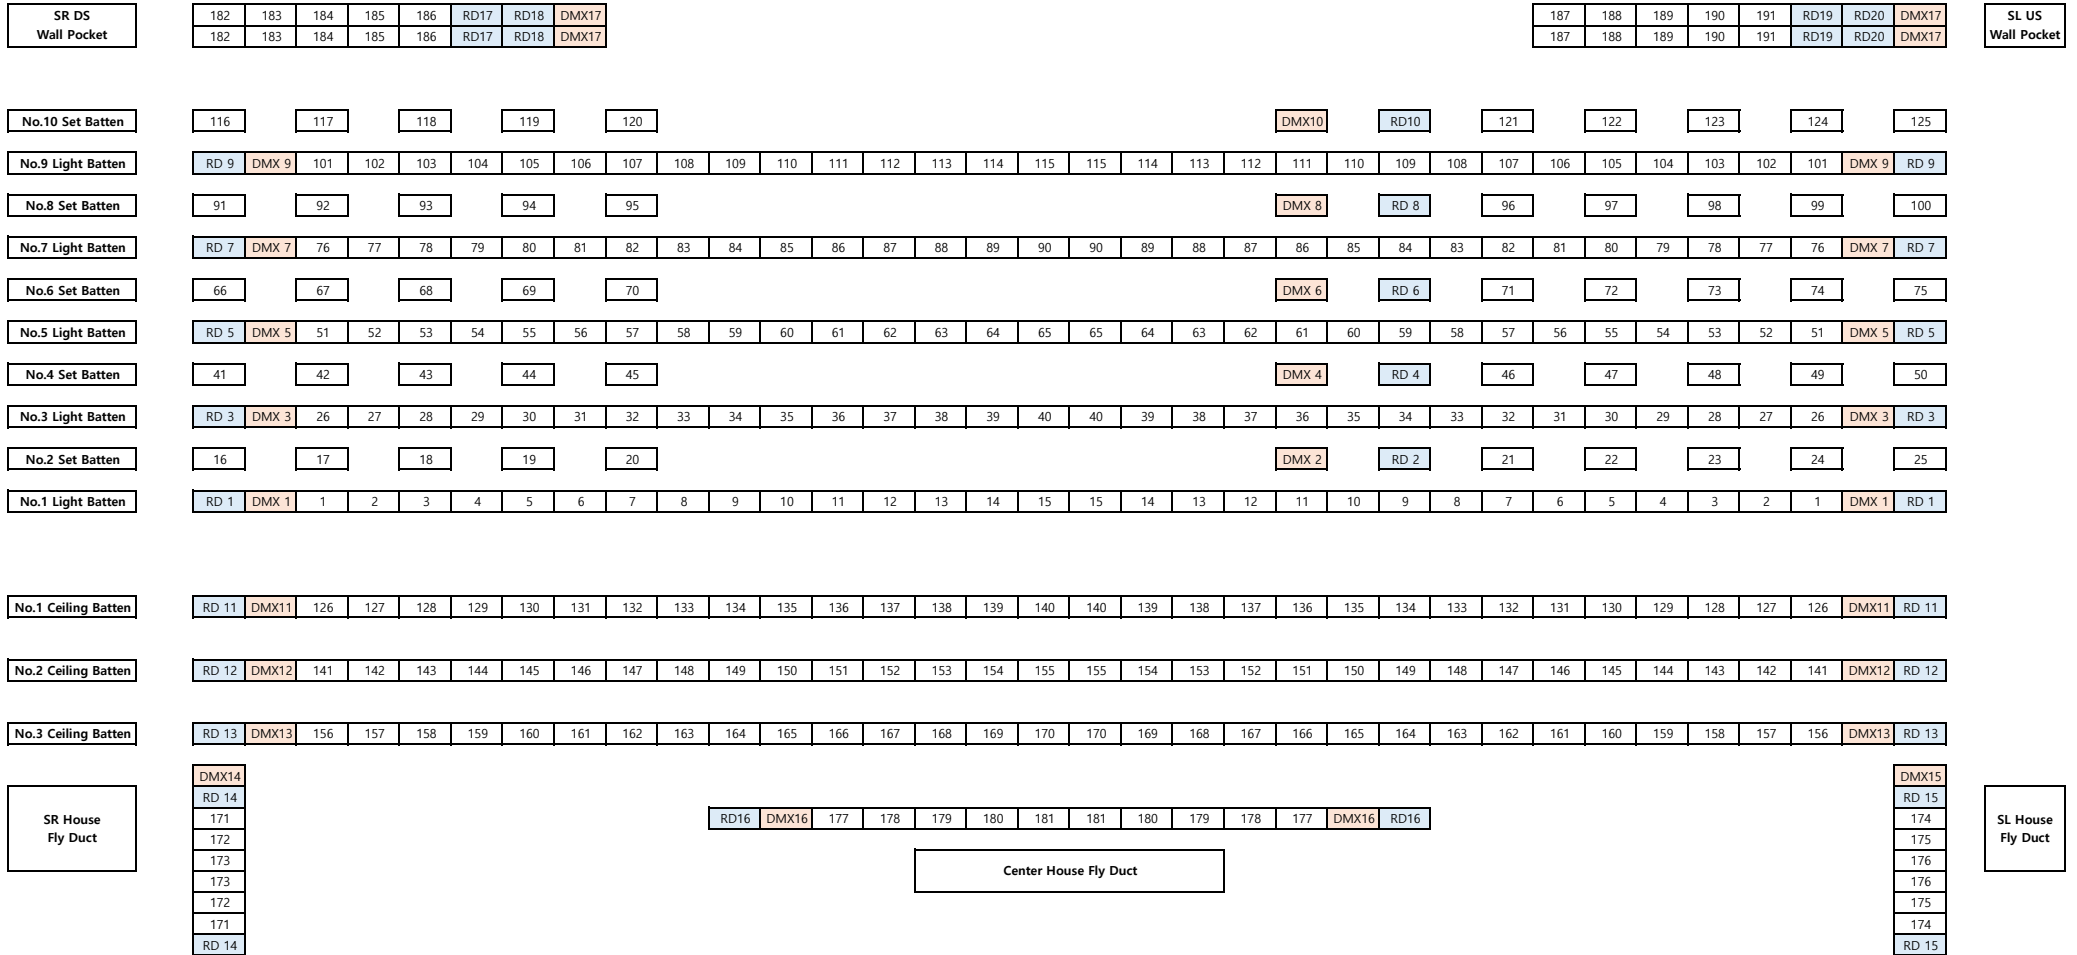 SR DS 182 183 184 185 186 RD17 RD18 DMX17 187 188 189 190 191 RD19 RD20 DMX17 SL US
Wall Pocket 182 183 184 185 186 RD17 RD18 DMX17 187 188 189 190 191 RD19 RD20 DMX17 Wall Pocket
No.10 Set Batten 116 117 118 119 120 DMX10 RD10 121 122 123 124 125
No.9 Light Batten RD 9 DMX 9 101 102 103 104 105 106 107 108 109 110 111 112 113 114 115 115 114 113 112 111 110 109 108 107 106 105 104 103 102 101 DMX 9 RD 9
No.8 Set Batten 91 92 93 94 95 DMX 8 RD 8 96 97 98 99 100
No.7 Light Batten RD 7 DMX 7 76 77 78 79 80 81 82 83 84 85 86 87 88 89 90 90 89 88 87 86 85 84 83 82 81 80 79 78 77 76 DMX 7 RD 7
No.6 Set Batten 66 67 68 69 70 DMX 6 RD 6 71 72 73 74 75
No.5 Light Batten RD 5 DMX 5 51 52 53 54 55 56 57 58 59 60 61 62 63 64 65 65 64 63 62 61 60 59 58 57 56 55 54 53 52 51 DMX 5 RD 5
No.4 Set Batten 41 42 43 44 45 DMX 4 RD 4 46 47 48 49 50
No.3 Light Batten RD 3 DMX 3 26 27 28 29 30 31 32 33 34 35 36 37 38 39 40 40 39 38 37 36 35 34 33 32 31 30 29 28 27 26 DMX 3 RD 3
No.2 Set Batten 16 17 18 19 20 DMX 2 RD 2 21 22 23 24 25
No.1 Light Batten RD 1 DMX 1 1 2 3 4 5 6 7 8 9 10 11 12 13 14 15 15 14 13 12 11 10 9 8 7 6 5 4 3 2 1 DMX 1 RD 1
No.1 Ceiling Batten RD 11 DMX11 126 127 128 129 130 131 132 133 134 135 136 137 138 139 140 140 139 138 137 136 135 134 133 132 131 130 129 128 127 126 DMX11 RD 11
No.2 Ceiling Batten RD 12 DMX12 141 142 143 144 145 146 147 148 149 150 151 152 153 154 155 155 154 153 152 151 150 149 148 147 146 145 144 143 142 141 DMX12 RD 12
No.3 Ceiling Batten RD 13 DMX13 156 157 158 159 160 161 162 163 164 165 166 167 168 169 170 170 169 168 167 166 165 164 163 162 161 160 159 158 157 156 DMX13 RD 13
DMX14 DMX15
RD 14 RD 15
SR House 171 RD16 DMX16 177 178 179 180 181 181 180 179 178 177 DMX16 RD16 174 SL House
Fly Duct 172 175 Fly Duct
173 176
173 Center House Fly Duct 176
172 175
171 174
RD 14 RD 15